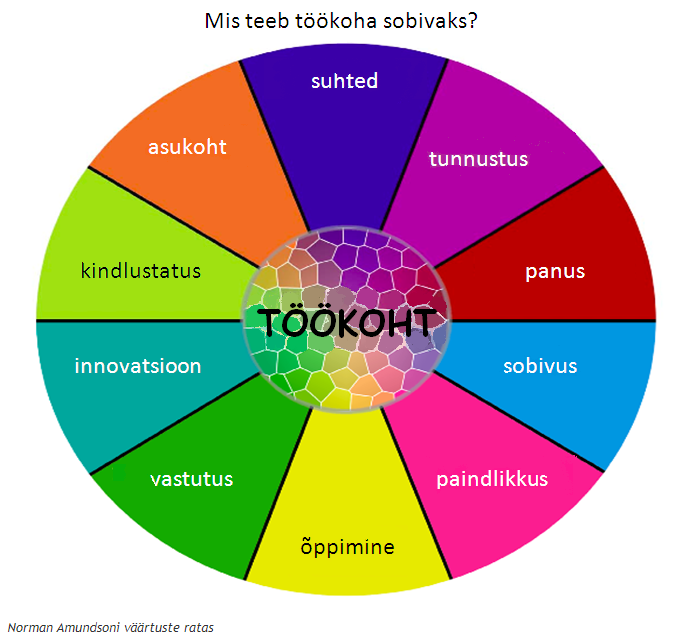 Mis teeb töökoha sobivaks?
suhted
tunnustus
panus
sobivus
paindlikkus
õppimine
vastutus
innovatsioon
kindlustatus
asukoht
TÖÖKOHT
Norman Amundsoni väärtuste ratas